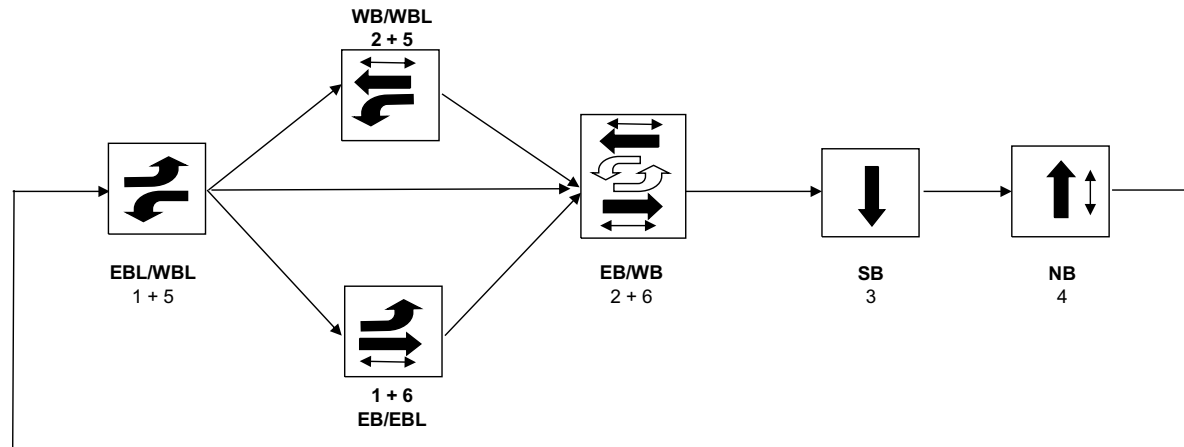 WB/WBL
2 + 5
EBL/WBL
1 + 5
1 + 6
EB/EBL
EB/WB
2 + 6
SB
3
NB
4